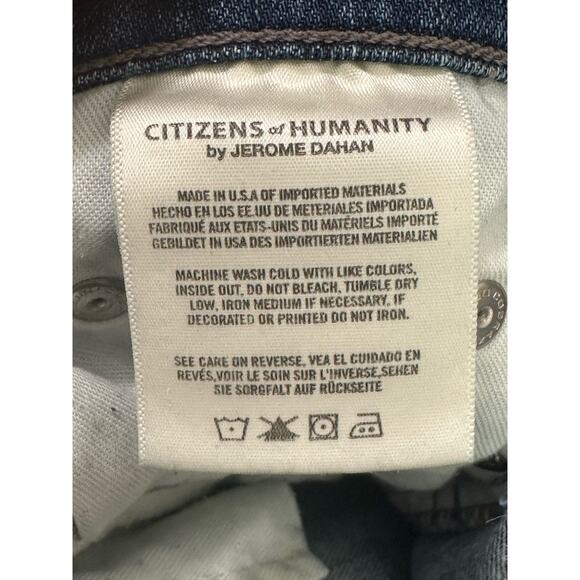 CITIZENS of HUMANITY
by JEROME DAHAN
MADE IN U.S.A OF IMPORTED MATERIALS
HECHO EN LOS EE.UU DE METERIALES IMPORTADA
FABRIQUÉ AUX ETATS-UNIS DU MATÉRIELS IMPORTÉ
GEBILDET IN USA DES IMPORTIERTEN MATERIALIEN
MACHINE WASH COLD WITH LIKE COLORS,
INSIDE OUT, DO NOT BLEACH, TUMBLE DRY
LOW, IRON MEDIUM IF NECESSARY, IF
DECORATED OR PRINTED DO NOT IRON.
SEE CARE ON REVERSE, VEA EL CUIDADO EN
REVÉS,VOIR LE SOIN SUR L'INVERSE,SEHEN
SIE SORGFALT AUF RÜCKSEITE